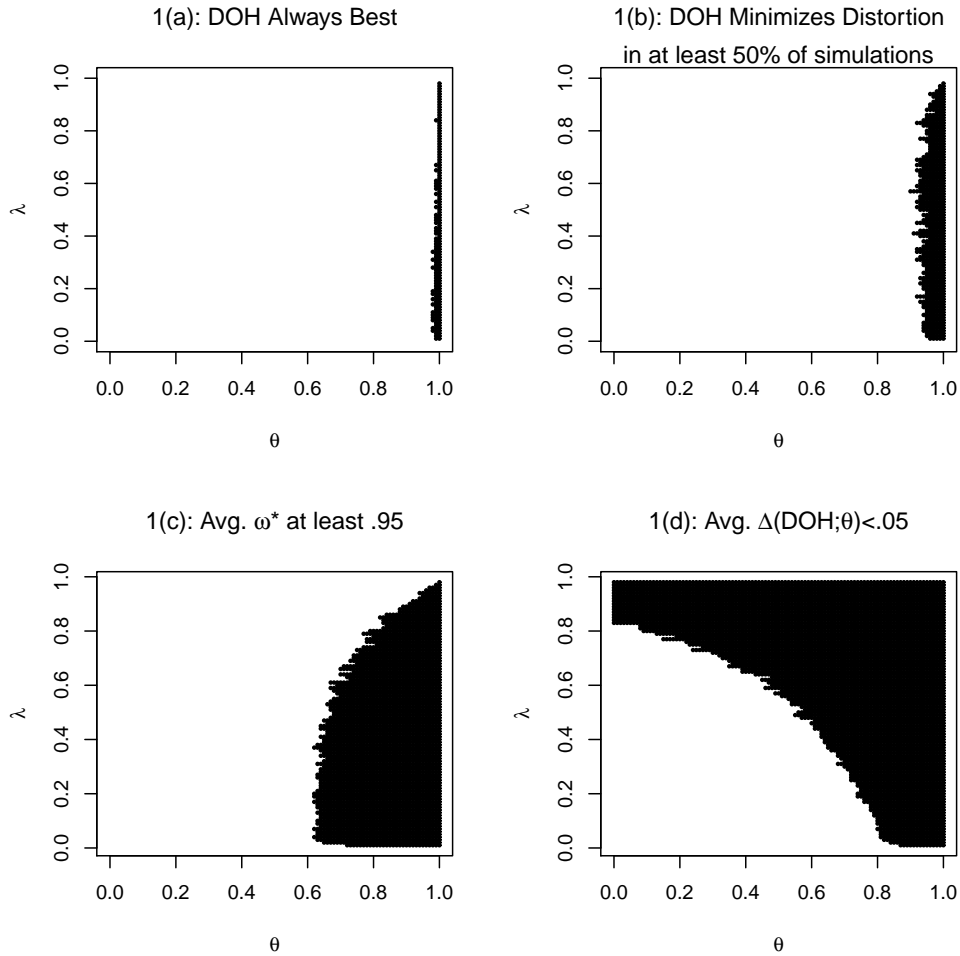 1(a): DOH Always Best
λ
0.0 0.2 0.4 0.6 0.8 1.0
0.0 0.2 0.4 0.6 0.8 1.0
θ
1(b): DOH Minimizes Distortion
in at least 50% of simulations
λ
0.0 0.2 0.4 0.6 0.8 1.0
0.0 0.2 0.4 0.6 0.8 1.0
θ
1(c): Avg. ω* at least .95
λ
0.0 0.2 0.4 0.6 0.8 1.0
0.0 0.2 0.4 0.6 0.8 1.0
θ
1(d): Avg. Δ(DOH;θ)<.05
λ
0.0 0.2 0.4 0.6 0.8 1.0
0.0 0.2 0.4 0.6 0.8 1.0
θ